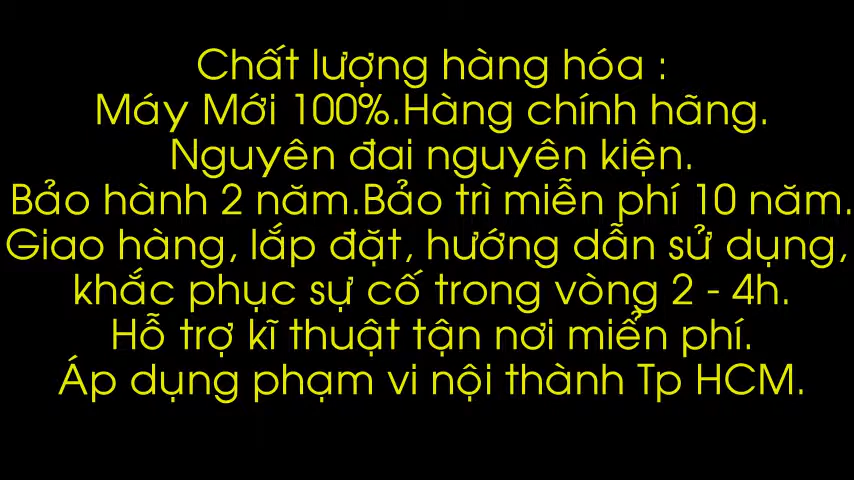 Chất lượng hàng hóa :
Máy Mới 100%.Hàng chính hãng.
Nguyên đai nguyên kiện.
Bảo hành 2 năm.Bảo trì miễn phí 10 năm.
Giao hàng, lắp đặt, hướng dẫn sử dụng,
khắc phục sự cố trong vòng 2 - 4h.
Hỗ trợ kĩ thuật tận nơi miển phí.
Áp dụng phạm vi nội thành Tp HCM.